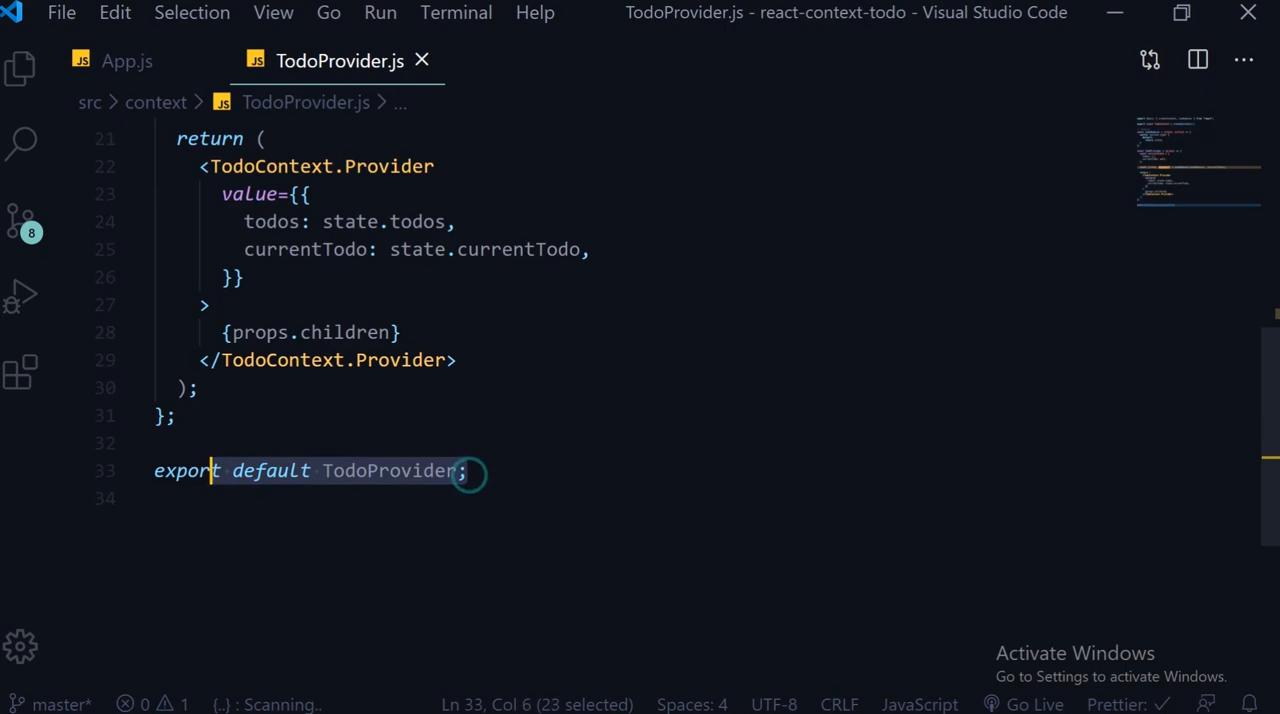 File Edit Selection View Go Run Terminal Help TodoProvider.js - react-context-todo - Visual Studio Code
JS App.js JS TodoProvider.js
src > context > JS TodoProvider.js > ...
21 return (
22 <TodoContext.Provider
23 value={{
24 todos: state.todos,
25 currentTodo: state.currentTodo,
26 }}
27 >
28 {props.children}
29 </TodoContext.Provider>
30 );
31 };
32
33 export default TodoProvider;
34
8
Activate Windows
Go to Settings to activate Windows.
master* 0 1 {..} : Scanning.. Ln 33, Col 6 (23 selected) Spaces: 4 UTF-8 CRLF JavaScript Go Live Prettier: ✓